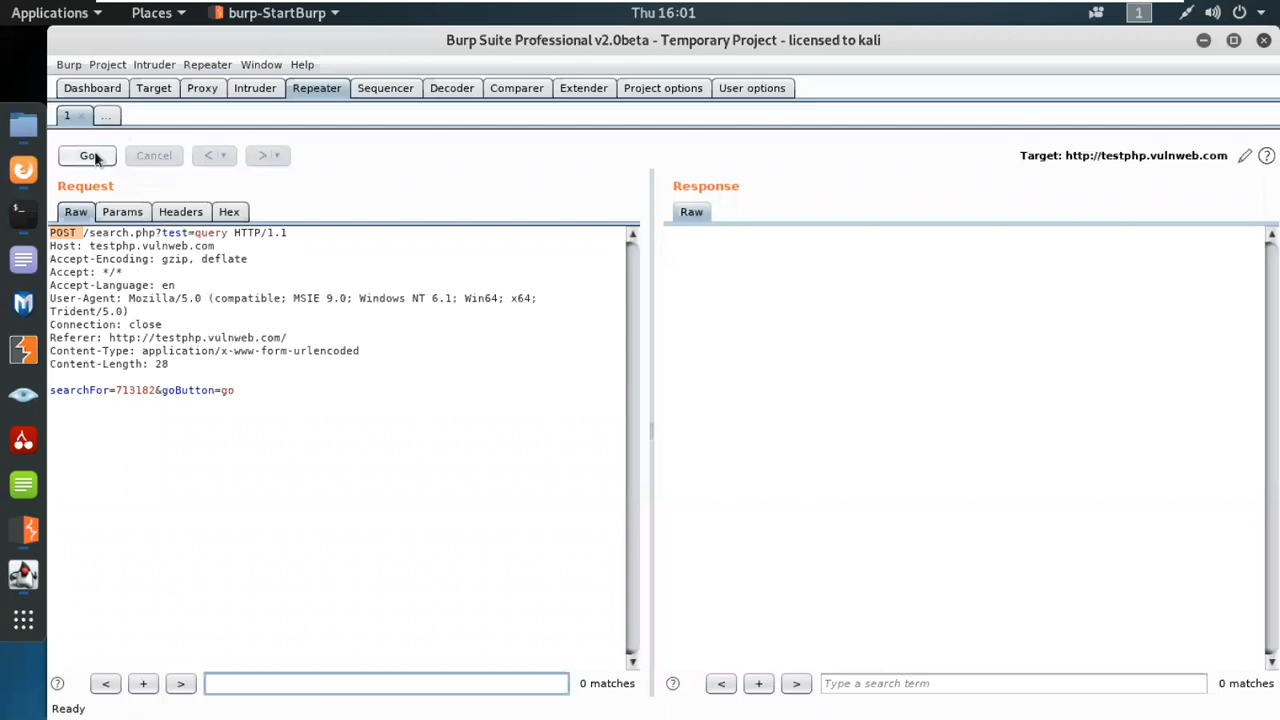 Applications Places burp-StartBurp Thu 16:01 1
Burp Suite Professional v2.0beta - Temporary Project - licensed to kali
Burp Project Intruder Repeater Window Help
Dashboard Target Proxy Intruder Repeater Sequencer Decoder Comparer Extender Project options User options
1 × ...
Go Cancel < > Target: http://testphp.vulnweb.com ?
Request Response
Raw Params Headers Hex Raw
POST /search.php?test=query HTTP/1.1
Host: testphp.vulnweb.com
Accept-Encoding: gzip, deflate
Accept: */*
Accept-Language: en
User-Agent: Mozilla/5.0 (compatible; MSIE 9.0; Windows NT 6.1; Win64; x64;
Trident/5.0)
Connection: close
Referer: http://testphp.vulnweb.com/
Content-Type: application/x-www-form-urlencoded
Content-Length: 28
searchFor=713182&goButton=go
? < + > 0 matches ? < + > Type a search term 0 matches
Ready